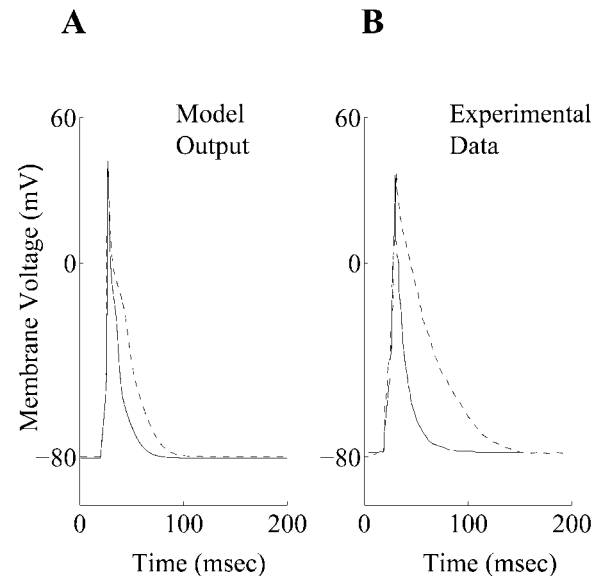 A
B
60
Model
Output
60
Experimental
Data
Membrane Voltage (mV)
0
0
−80
−80
0
100
200
0
100
200
Time (msec)
Time (msec)